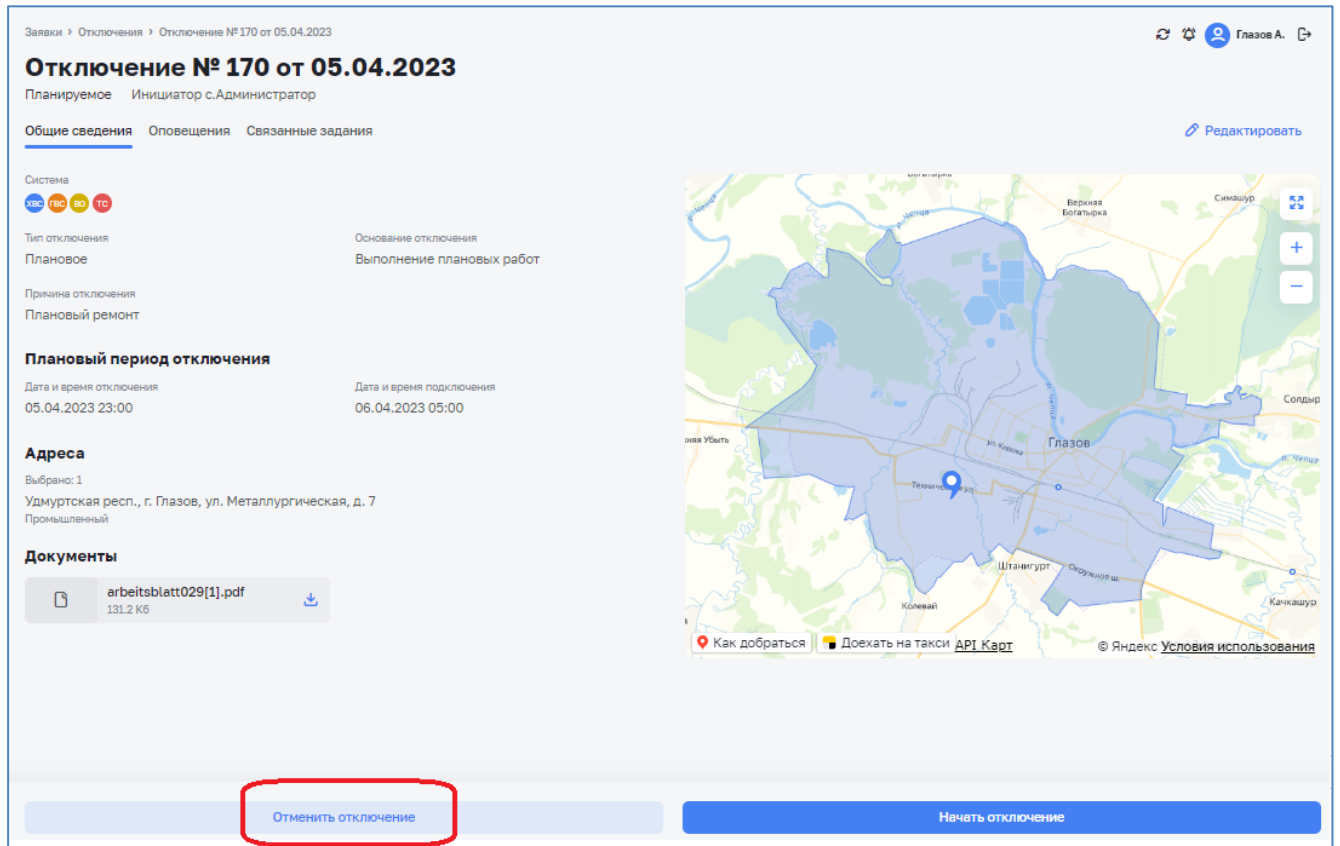 Заявки › Отключения › Отключение № 170 от 05.04.2023
Глазов А.
Отключение № 170 от 05.04.2023
Планируемое Инициатор с.Администратор
Общие сведения Оповещения Связанные задания
Редактировать
Система
ХВС ГВС ВО ТС
Тип отключения Основание отключения
Плановое Выполнение плановых работ
Причина отключения
Плановый ремонт
Плановый период отключения
Дата и время отключения Дата и время подключения
05.04.2023 23:00 06.04.2023 05:00
Адреса
Выбрано: 1
Удмуртская респ., г. Глазов, ул. Металлургическая, д. 7
Промышленный
Документы
arbeitsblatt029[1].pdf
131.2 Кб
р. Чепца
Верхняя
Богатырка
Симашур
+
−
Солдыр
Глазов
ул. Кирова
р. Чепца
Штанигурт
Окружная ш.
Колевай
Качкашур
Как добраться Доехать на такси API Карт © Яндекс Условия использования
Отменить отключение Начать отключение